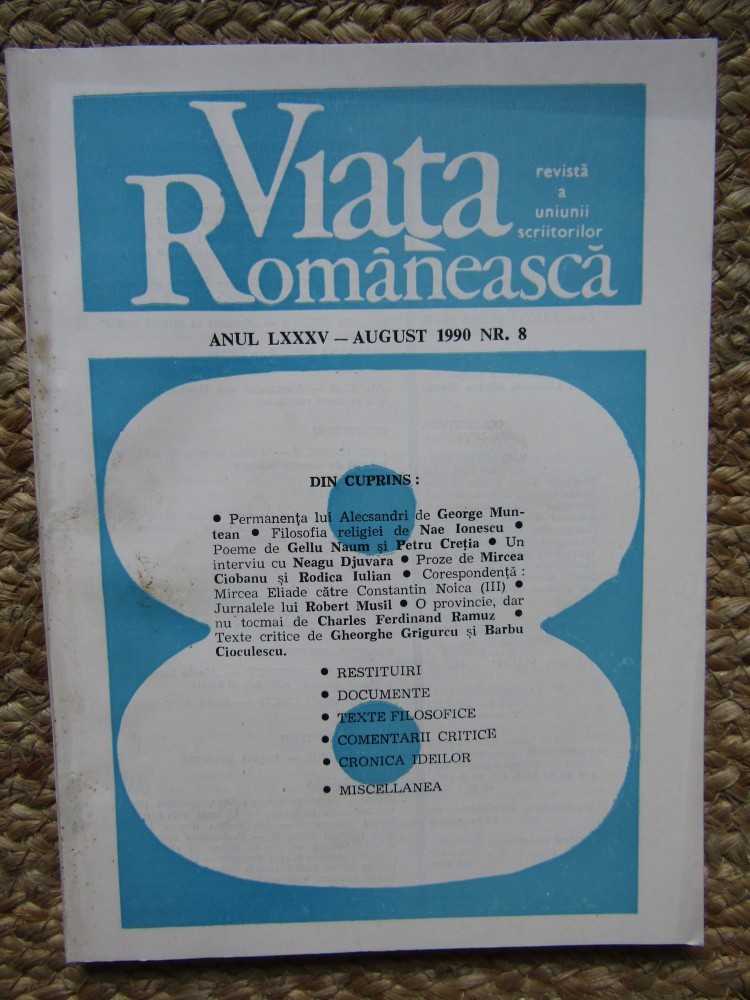 Viața
Românească
revistă
a
uniunii
scriitorilor
ANUL LXXXV — AUGUST 1990 NR. 8
DIN CUPRINS :
● Permanența lui Alecsandri de George Mun-
tean ● Filosofia religiei de Nae Ionescu ●
Poeme de Gellu Naum și Petru Creția ● Un
interviu cu Neagu Djuvara ● Proze de Mircea
Ciobanu și Rodica Iulian ● Corespondență :
Mircea Eliade către Constantin Noica (III) ●
Jurnalele lui Robert Musil ● O provincie, dar
nu tocmai de Charles Ferdinand Ramuz ●
Texte critice de Gheorghe Grigurcu și Barbu
Cioculescu.
● RESTITUIRI
● DOCUMENTE
● TEXTE FILOSOFICE
● COMENTARII CRITICE
● CRONICA IDEILOR
● MISCELLANEA